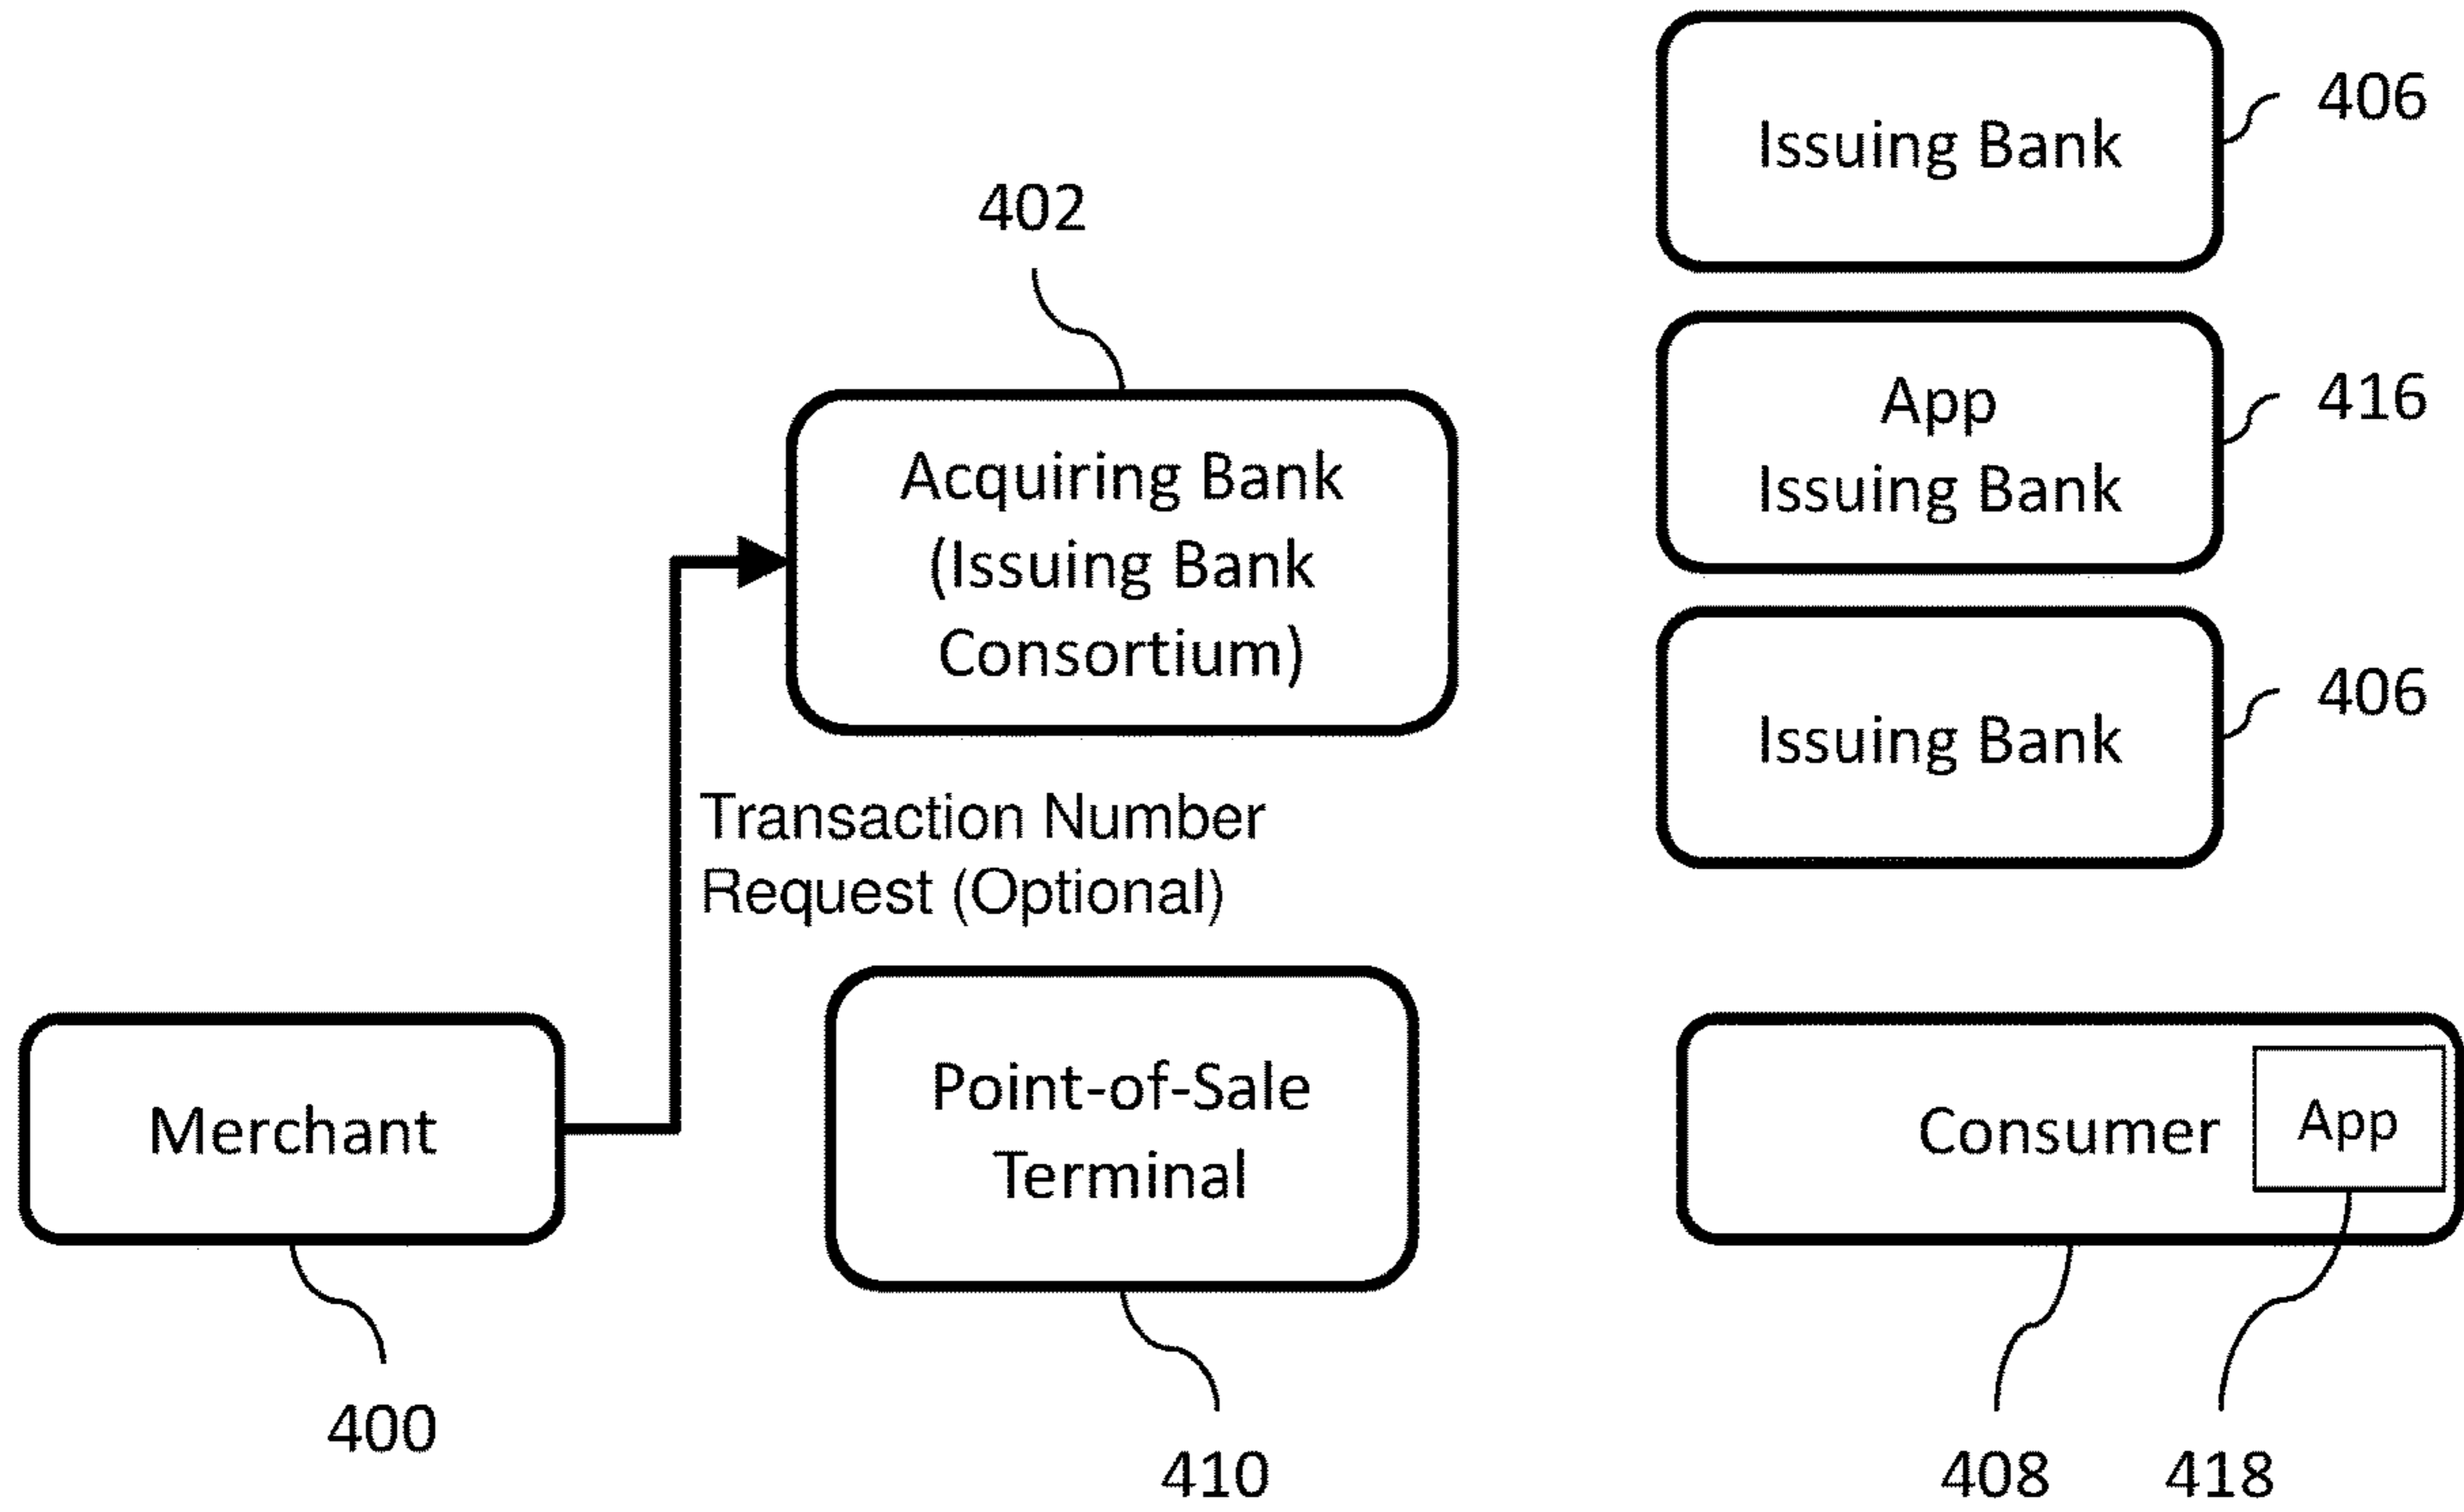 Issuing Bank
406
402
App
Issuing Bank
416
Acquiring Bank
(Issuing Bank
Consortium)
Issuing Bank
406
Transaction Number
Request (Optional)
Merchant
400
Point-of-Sale
Terminal
410
Consumer
App
408
418